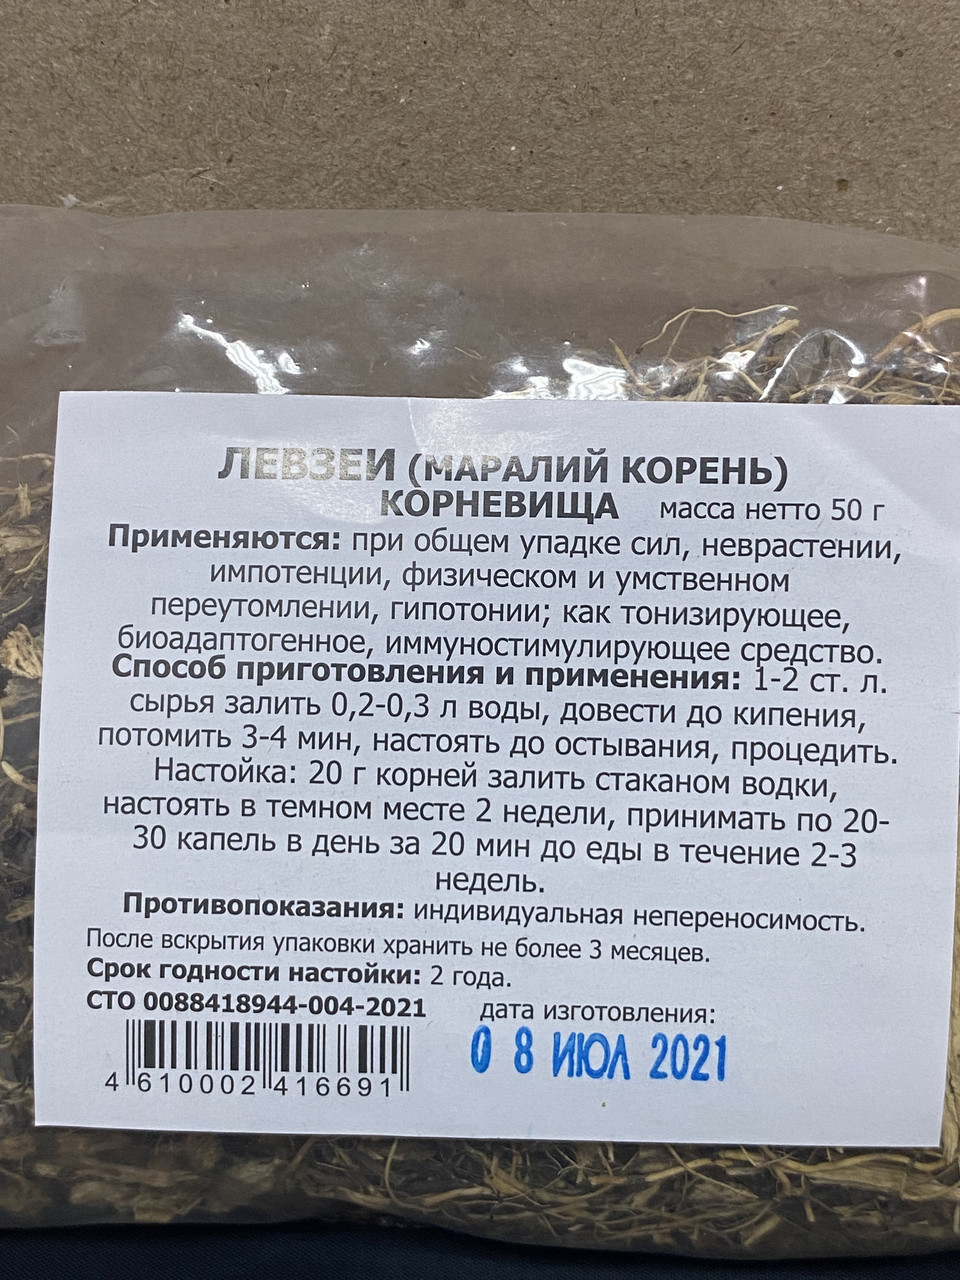 ЛЕВЗЕИ (МАРАЛИЙ КОРЕНЬ)
КОРНЕВИЩА масса нетто 50 г
Применяются: при общем упадке сил, неврастении,
импотенции, физическом и умственном
переутомлении, гипотонии; как тонизирующее,
биоадаптогенное, иммуностимулирующее средство.
Способ приготовления и применения: 1-2 ст. л.
сырья залить 0,2-0,3 л воды, довести до кипения,
потомить 3-4 мин, настоять до остывания, процедить.
Настойка: 20 г корней залить стаканом водки,
настоять в темном месте 2 недели, принимать по 20-
30 капель в день за 20 мин до еды в течение 2-3
недель.
Противопоказания: индивидуальная непереносимость.
После вскрытия упаковки хранить не более 3 месяцев.
Срок годности настойки: 2 года.
СТО 0088418944-004-2021 дата изготовления:
0 8 ИЮЛ 2021
4 610002 416691